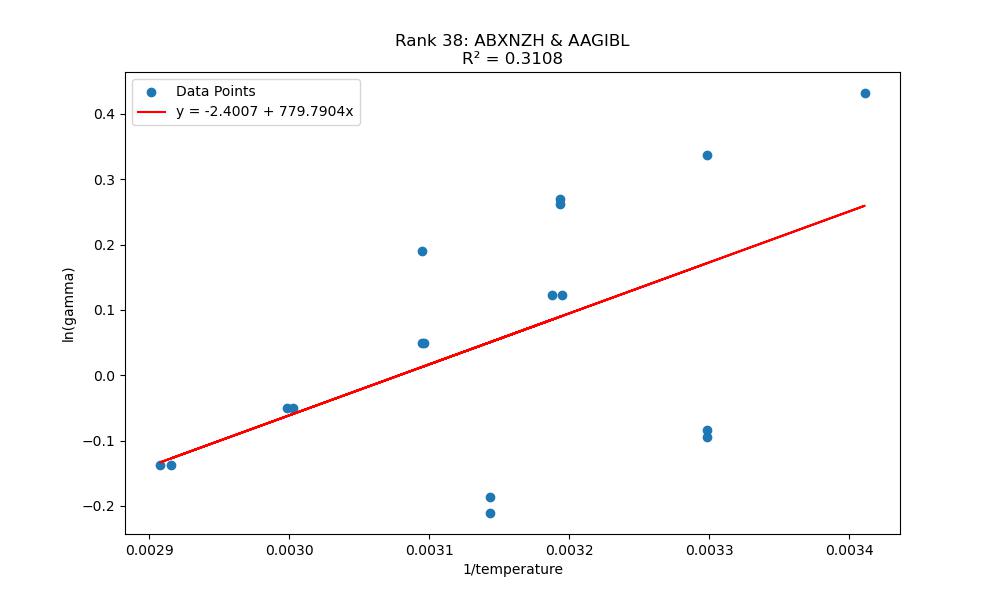 Rank 38: ABXNZH & AAGIBL
R² = 0.3108
Data Points
y = -2.4007 + 779.7904x
0.4
0.3
0.2
0.1
0.0
−0.1
−0.2
ln(gamma)
0.0029 0.0030 0.0031 0.0032 0.0033 0.0034
1/temperature